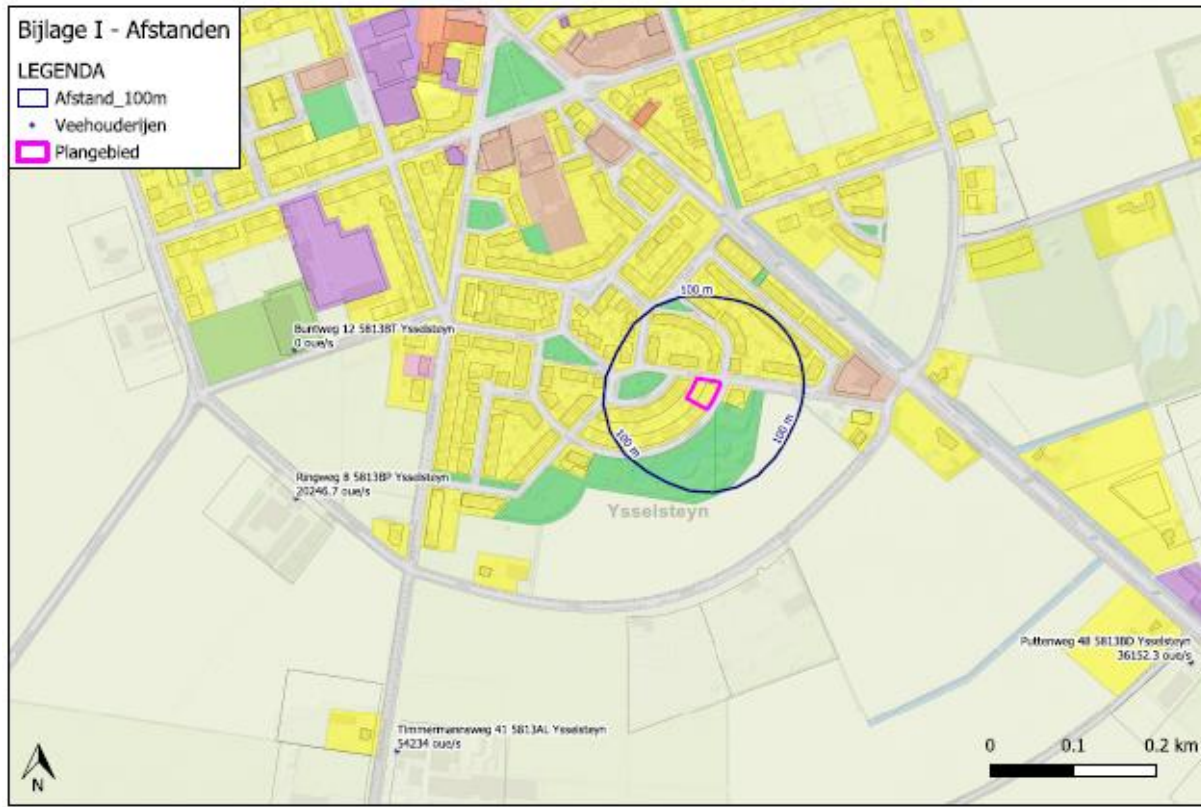 Bijlage I - Afstanden
LEGENDA
Afstand_100m
Veehouderijen
Plangebied
100 m
Buntweg 12 5813BT Ysselsteyn
0 oue/s
100 m
100 m
Ringweg 8 5813BP Ysselsteyn
20246.7 oue/s
Ysselsteyn
Puttenweg 48 5813BD Ysselsteyn
36152.3 oue/s
Timmermannsweg 41 5813AL Ysselsteyn
54234 oue/s
0 0.1 0.2 km
N